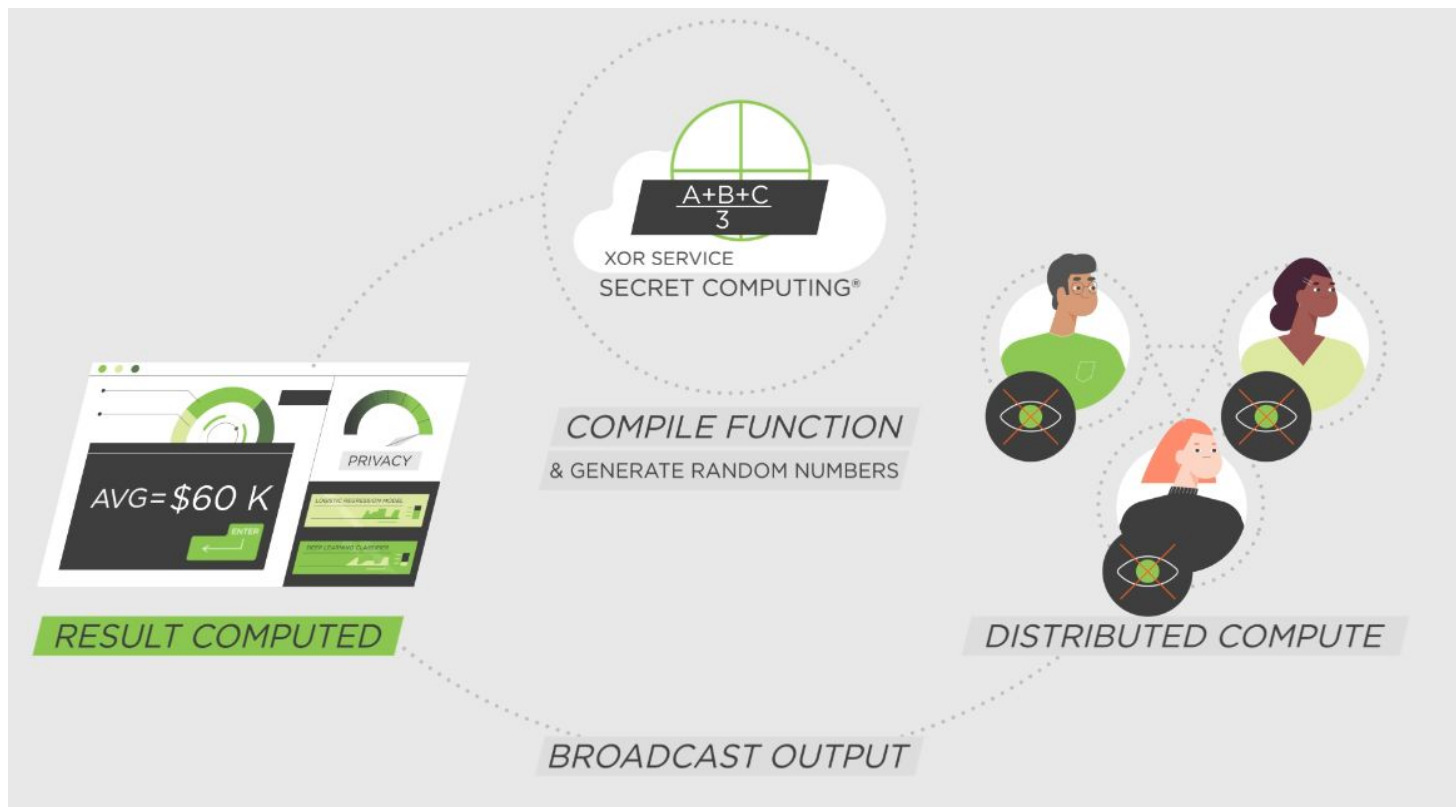 A+B+C
3
XOR SERVICE
SECRET COMPUTING®
COMPILE FUNCTION
& GENERATE RANDOM NUMBERS
PRIVACY
AVG=$60 K
ENTER
LOGISTIC REGRESSION MODEL
DEEP LEARNING CLASSIFIER
RESULT COMPUTED
DISTRIBUTED COMPUTE
BROADCAST OUTPUT